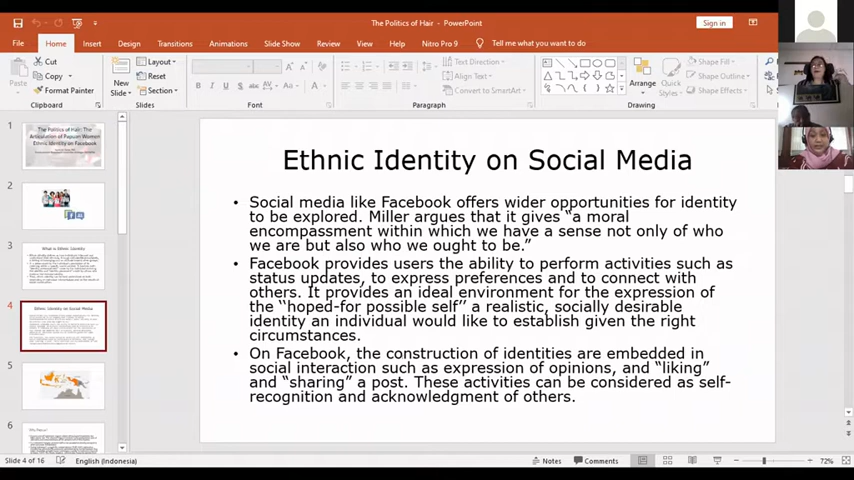 The Politics of Hair - PowerPoint
Sign in
File
Home
Insert
Design
Transitions
Animations
Slide Show
Review
View
Help
Nitro Pro 9
Tell me what you want to do
Paste
Cut
Copy
Format Painter
Clipboard
New
Slide
Layout
Reset
Section
Slides
Font
Text Direction
Align Text
Convert to SmartArt
Paragraph
Arrange
Quick
Styles
Shape Fill
Shape Outline
Shape Effects
Drawing
1
The Politics of Hair: The
Articulation of Papuan Women
Ethnic Identity on Facebook
2
3
What is Ethnic Identity
4
Ethnic Identity on Social Media
5
6
Why Papua?
Ethnic Identity on Social Media
• Social media like Facebook offers wider opportunities for identity
to be explored. Miller argues that it gives “a moral
encompassment within which we have a sense not only of who
we are but also who we ought to be.”
• Facebook provides users the ability to perform activities such as
status updates, to express preferences and to connect with
others. It provides an ideal environment for the expression of
the “hoped-for possible self” a realistic, socially desirable
identity an individual would like to establish given the right
circumstances.
• On Facebook, the construction of identities are embedded in
social interaction such as expression of opinions, and “liking”
and “sharing” a post. These activities can be considered as self-
recognition and acknowledgment of others.
Slide 4 of 16
English (Indonesia)
Notes
Comments
72%